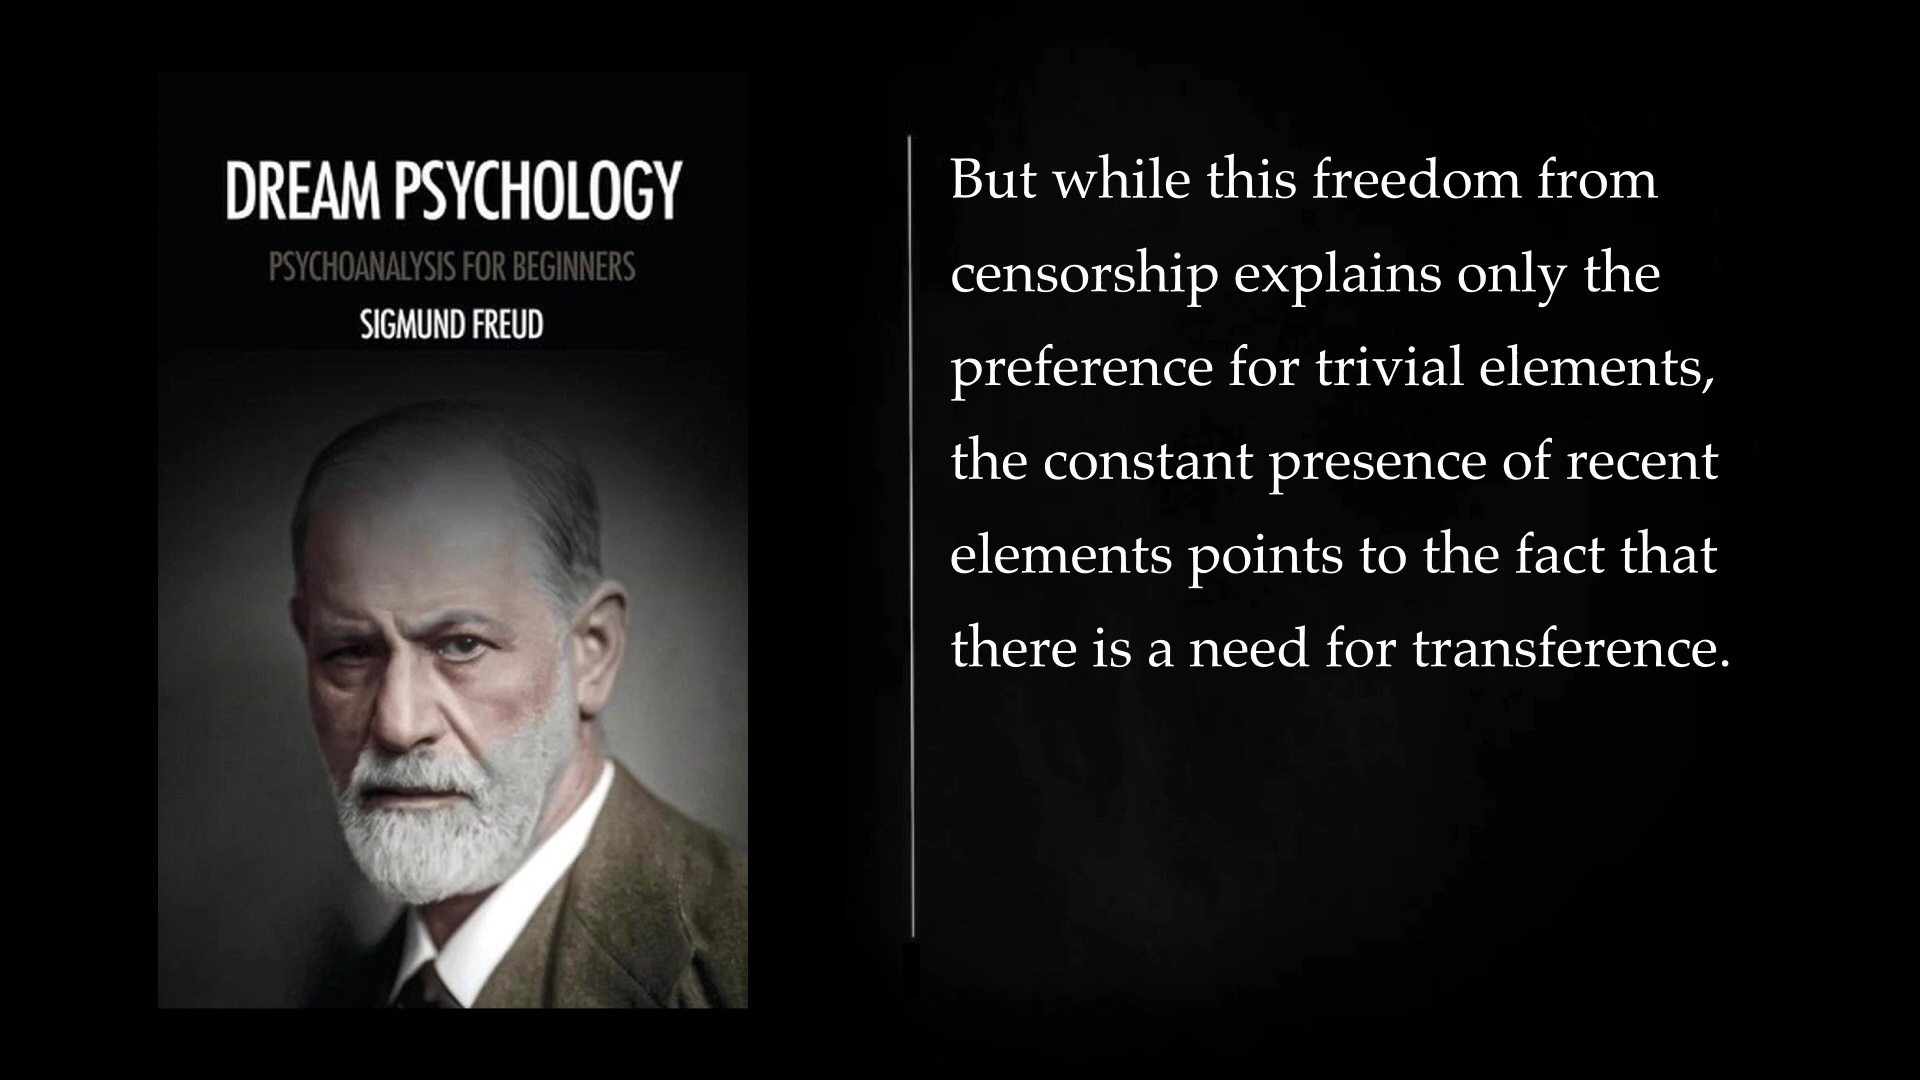 DREAM PSYCHOLOGY
PSYCHOANALYSIS FOR BEGINNERS
SIGMUND FREUD
But while this freedom from
censorship explains only the
preference for trivial elements,
the constant presence of recent
elements points to the fact that
there is a need for transference.